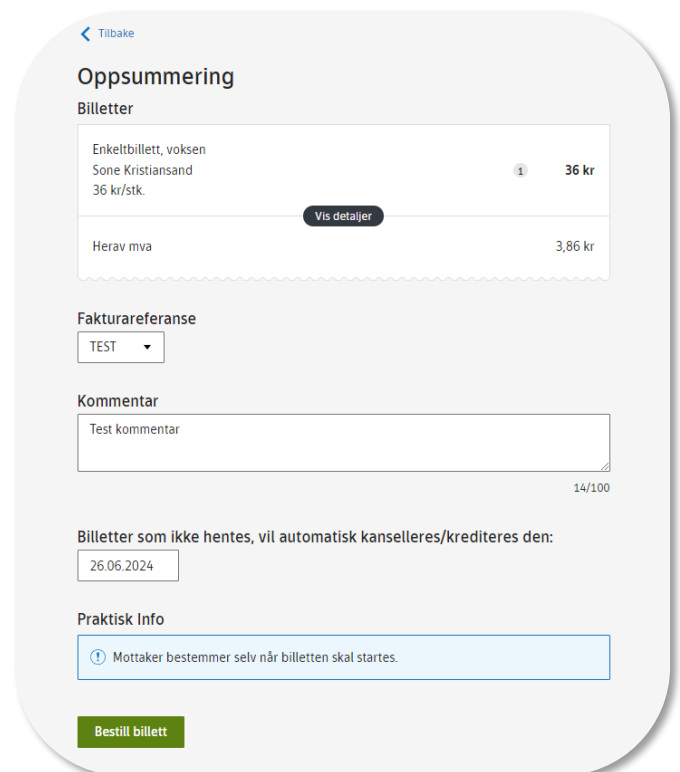 Tilbake
Oppsummering
Billetter
Enkeltbillett, voksen
Sone Kristiansand
1 36 kr
36 kr/stk.
Vis detaljer
Herav mva 3,86 kr
Fakturareferanse
TEST
Kommentar
Test kommentar
14/100
Billetter som ikke hentes, vil automatisk kanselleres/krediteres den:
26.06.2024
Praktisk Info
Mottaker bestemmer selv når billetten skal startes.
Bestill billett